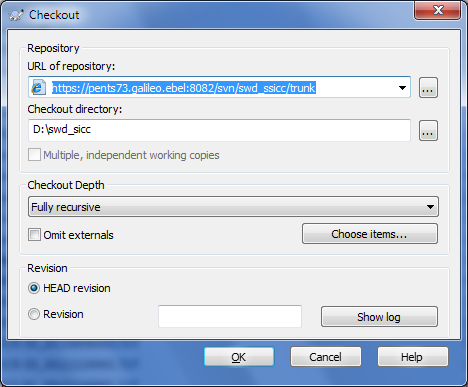 Checkout
Repository
URL of repository:
https://pents73.galileo.ebel:8082/svn/swd_ssicc/trunk
...
Checkout directory:
D:\swd_sicc
...
Multiple, independent working copies
Checkout Depth
Fully recursive
Omit externals
Choose items...
Revision
HEAD revision
Revision
Show log
OK
Cancel
Help